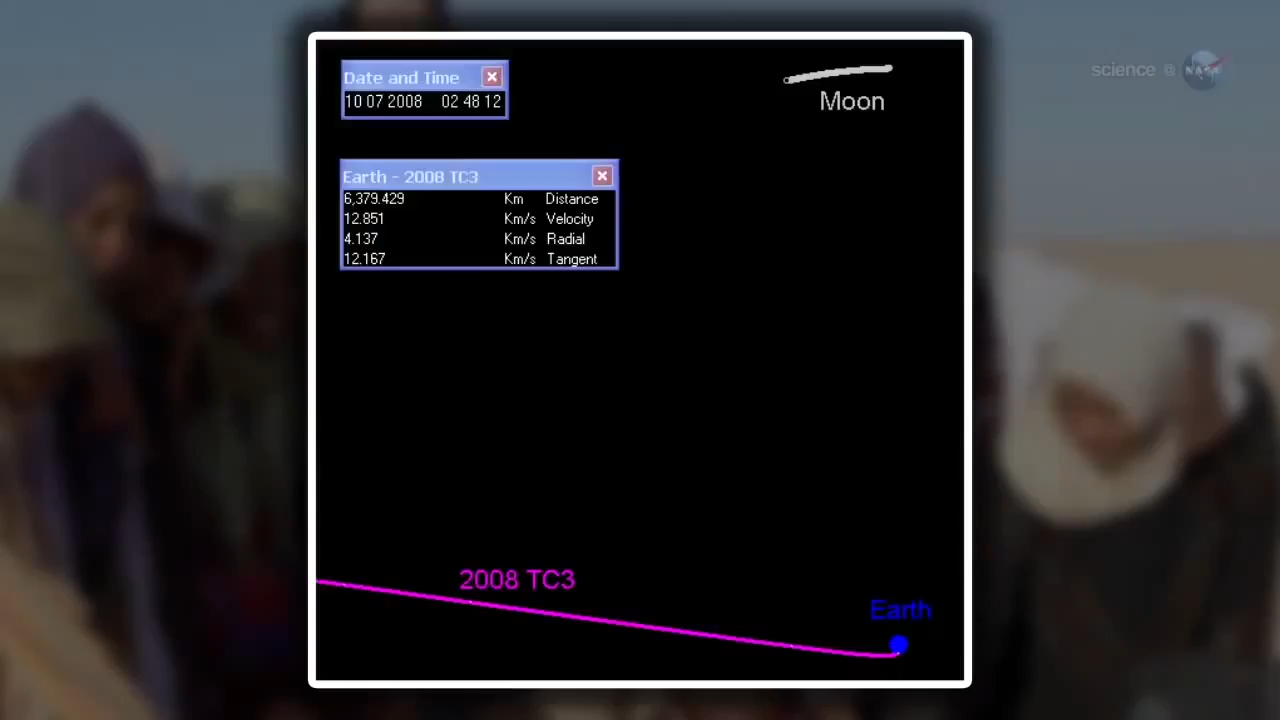 science @ NASA
Date and Time
10 07 2008 02 48 12
Moon
Earth - 2008 TC3
6,379.429 Km Distance
12.851 Km/s Velocity
4.137 Km/s Radial
12.167 Km/s Tangent
2008 TC3
Earth